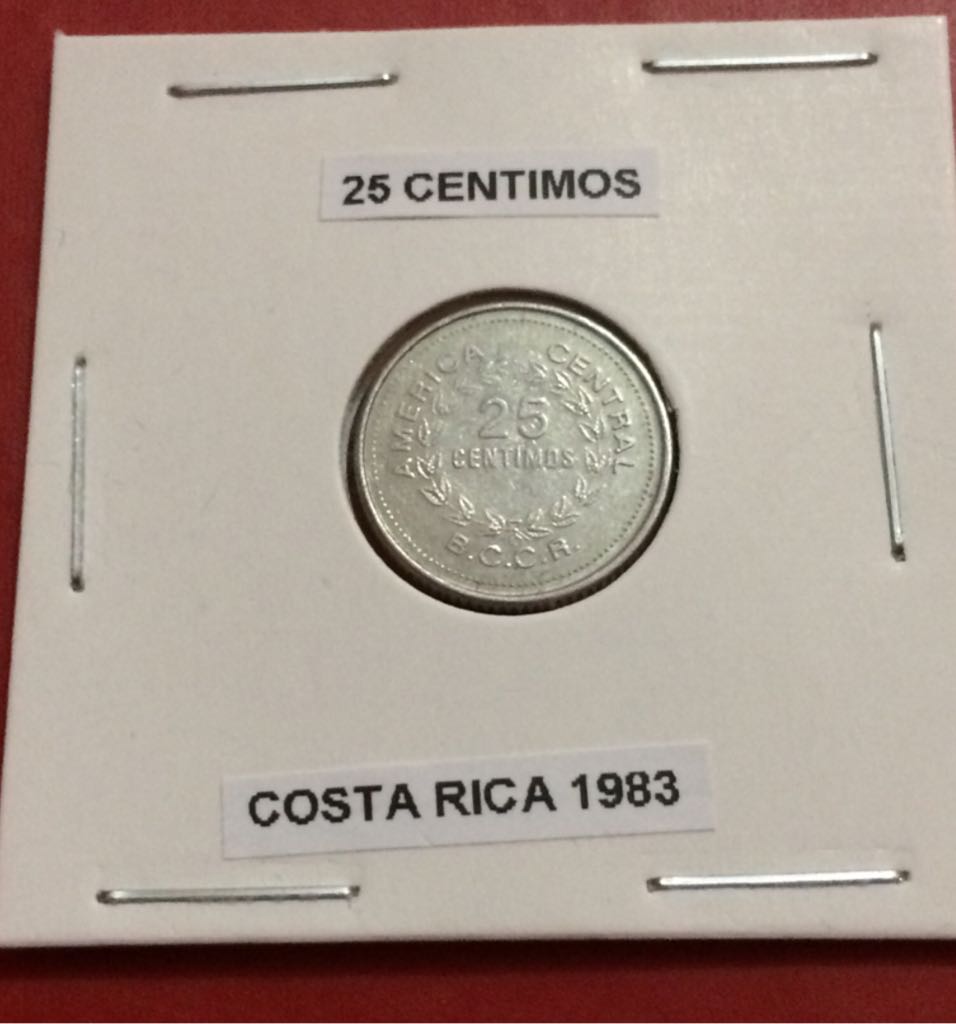 25 CENTIMOS
AMERICA CENTRAL
25
CENTIMOS
B.C.C.R.
COSTA RICA 1983